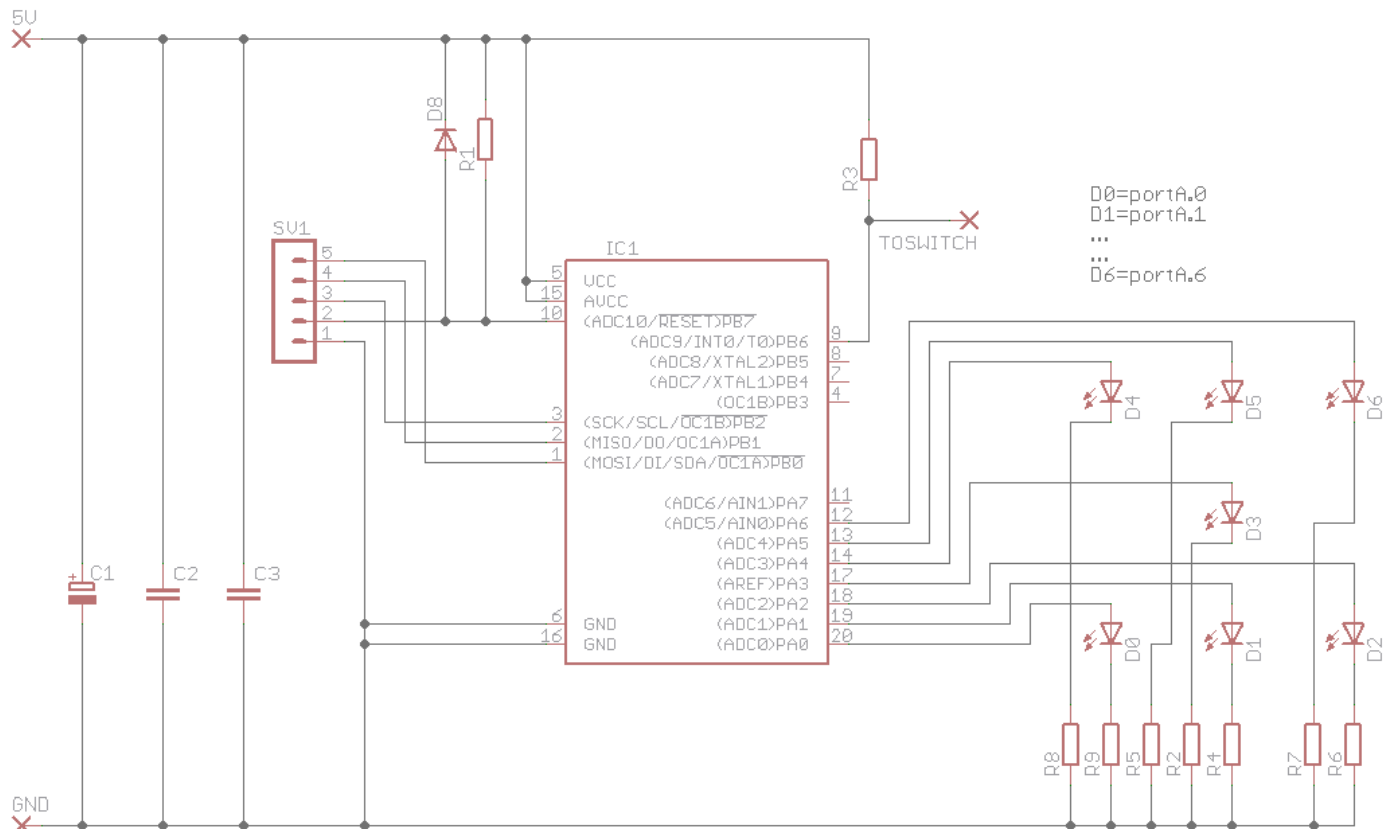 5V
D8
R1
R3
D0=portA.0
D1=portA.1
...
...
D6=portA.6
TOSWITCH
SV1
5
4
3
2
1
IC1
5 VCC
15 AVCC
10 (ADC10/RESET)PB7
(ADC9/INT0/T0)PB6 9
(ADC8/XTAL2)PB5 8
(ADC7/XTAL1)PB4 7
(OC1B)PB3 4
3 (SCK/SCL/OC1B)PB2
2 (MISO/DO/OC1A)PB1
1 (MOSI/DI/SDA/OC1A)PB0
(ADC6/AIN1)PA7 11
(ADC5/AIN0)PA6 12
(ADC4)PA5 13
(ADC3)PA4 14
(AREF)PA3 17
(ADC2)PA2 18
(ADC1)PA1 19
(ADC0)PA0 20
6 GND
16 GND
D4
D5
D6
D3
+
C1
C2
C3
D0
D1
D2
R8
R9
R5
R2
R4
R7
R6
GND